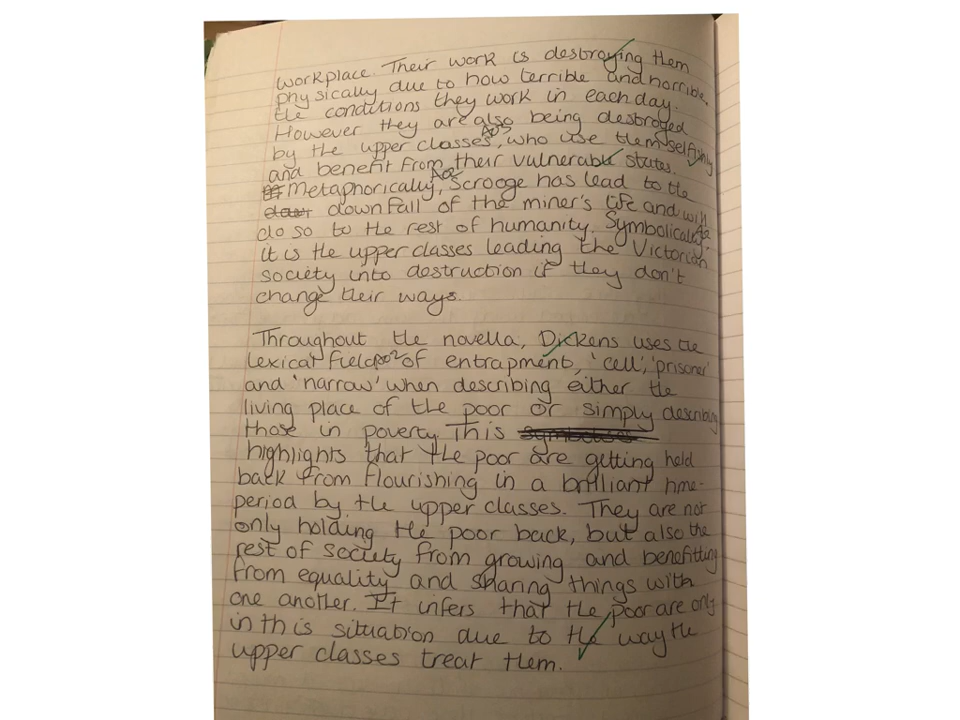 workplace. Their work is destroying them
physically due to how terrible and horrible
the conditions they work in each day.
However they are also being destroyed
by the upper classes, who use them selfishly
and benefit from their vulnerable states.
Metaphorically, Scrooge has lead to the
downfall of the miner's life and will
do so to the rest of humanity. Symbolically
it is the upper classes leading the Victorian
society into destruction if they don't
change their ways.
Throughout the novella, Dickens uses the
lexical field of entrapment, 'cell', 'prisoner'
and 'narrow' when describing either the
living place of the poor or simply describing
those in poverty. This
highlights that the poor are getting held
back from flourishing in a brilliant time-
period by the upper classes. They are not
only holding the poor back, but also the
rest of society from growing and benefitting
from equality and sharing things with
one another. It infers that the poor are only
in this situation due to the way the
upper classes treat them.